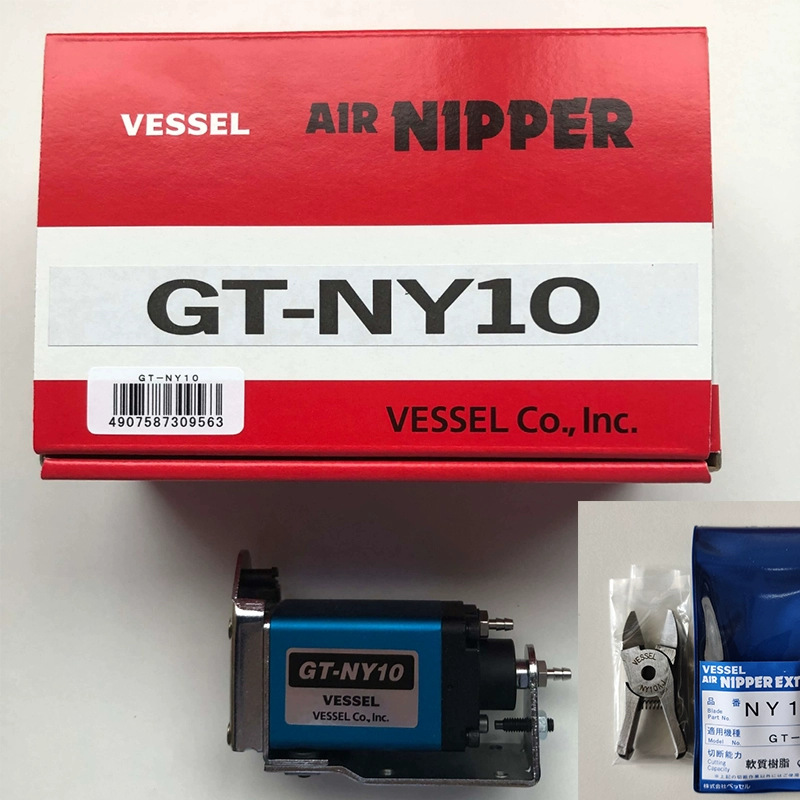 VESSEL AIR NIPPER
GT-NY10
GT-NY10
4907587309563
VESSEL Co., Inc.
GT-NY10
VESSEL
VESSEL Co., Inc.
VESSEL
VESSEL
AIR NIPPER EXT
品番 NY1
Blade
Part No.
適用機種 GT-
Model No.
切断能力 軟質樹脂
Cutting
Capacity
株式会社ベッセル